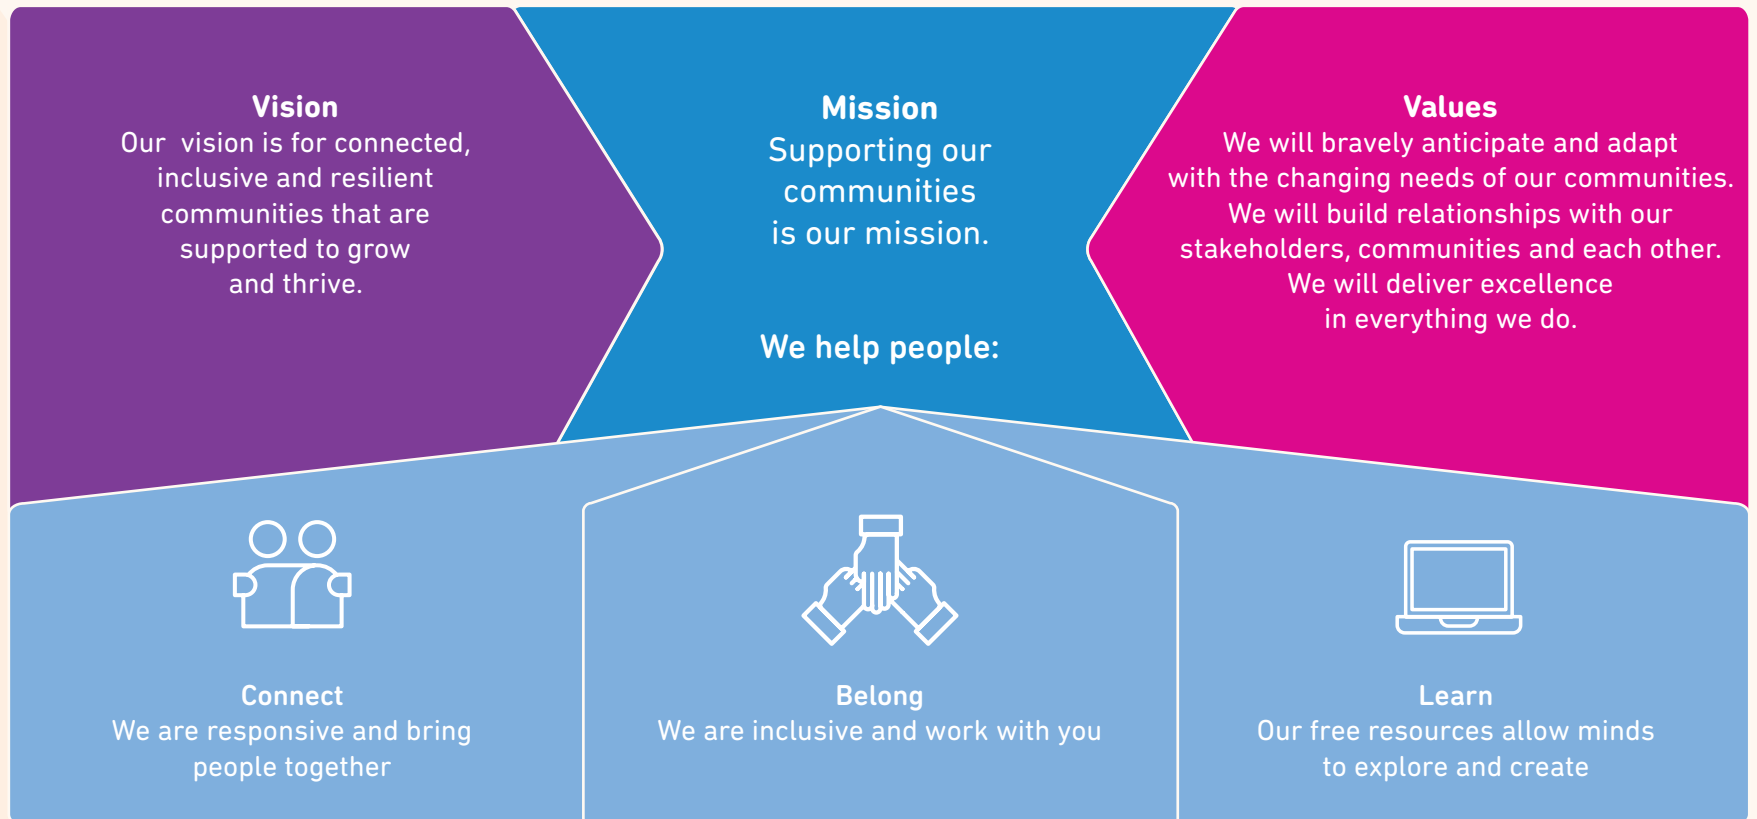 Vision
Our vision is for connected,
inclusive and resilient
communities that are
supported to grow
and thrive.
Mission
Supporting our
communities
is our mission.
We help people:
Values
We will bravely anticipate and adapt
with the changing needs of our communities.
We will build relationships with our
stakeholders, communities and each other.
We will deliver excellence
in everything we do.
Connect
We are responsive and bring
people together
Belong
We are inclusive and work with you
Learn
Our free resources allow minds
to explore and create